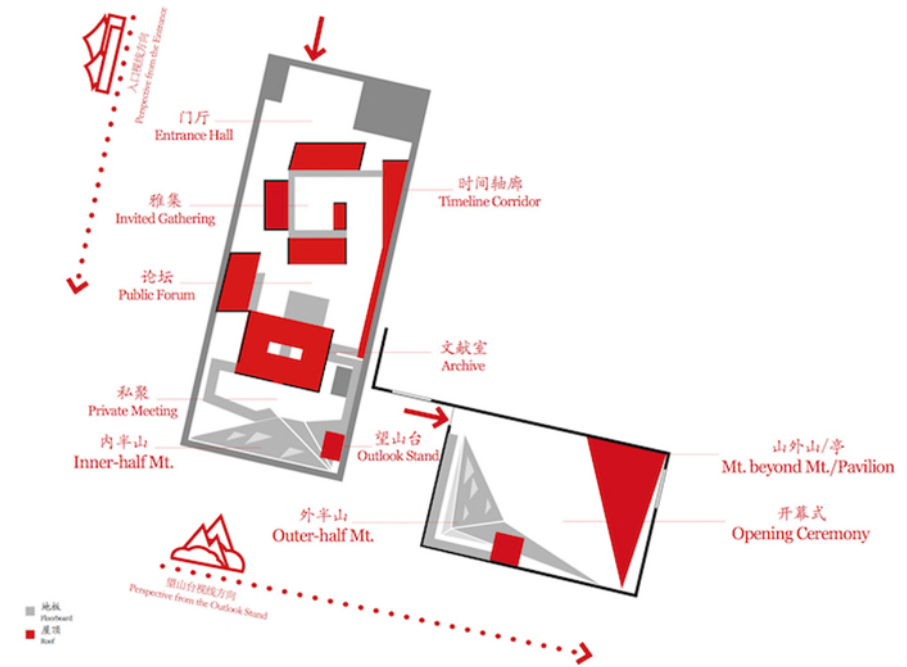 入口视线方向
Perspective from the Entrance
门厅
Entrance Hall
雅集
Invited Gathering
时间轴廊
Timeline Corridor
论坛
Public Forum
文献室
Archive
私聚
Private Meeting
内半山
Inner-half Mt.
望山台
Outlook Stand
山外山/亭
Mt. beyond Mt./Pavilion
外半山
Outer-half Mt.
开幕式
Opening Ceremony
望山台视线方向
Perspective from the Outlook Stand
地板
Floorboard
屋顶
Roof